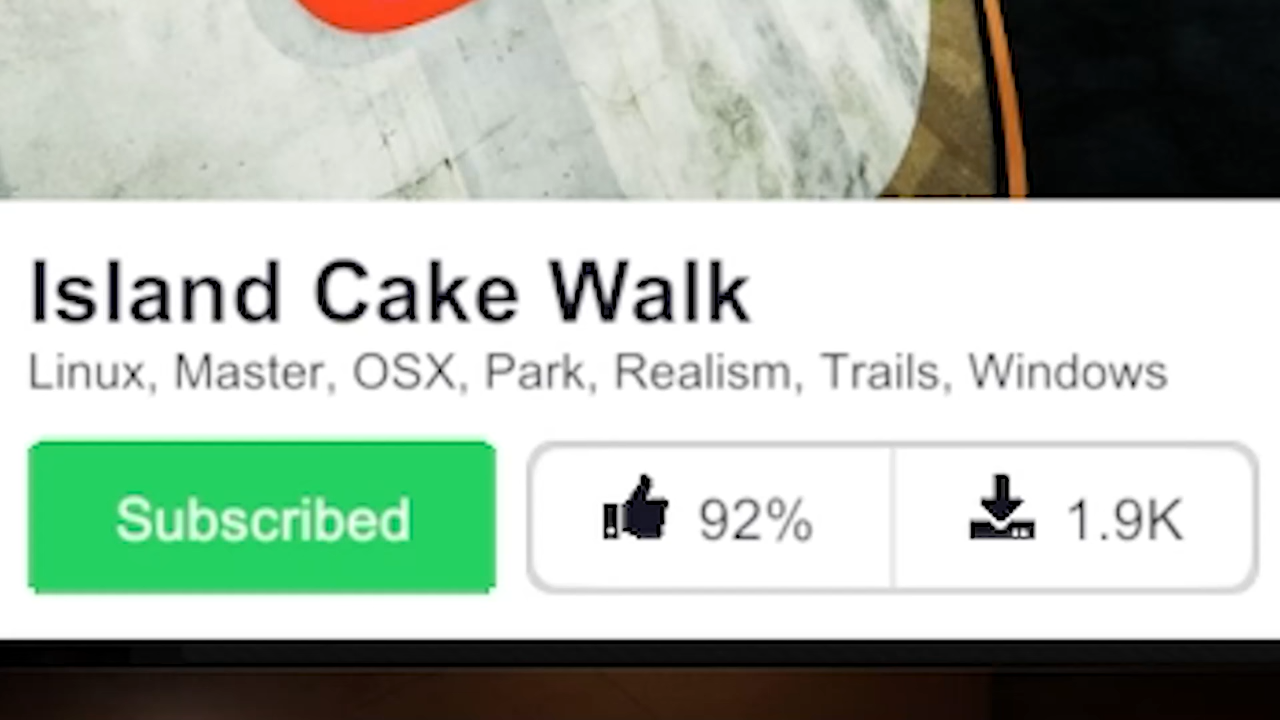 Island Cake Walk
Linux, Master, OSX, Park, Realism, Trails, Windows
Subscribed
92%
1.9K